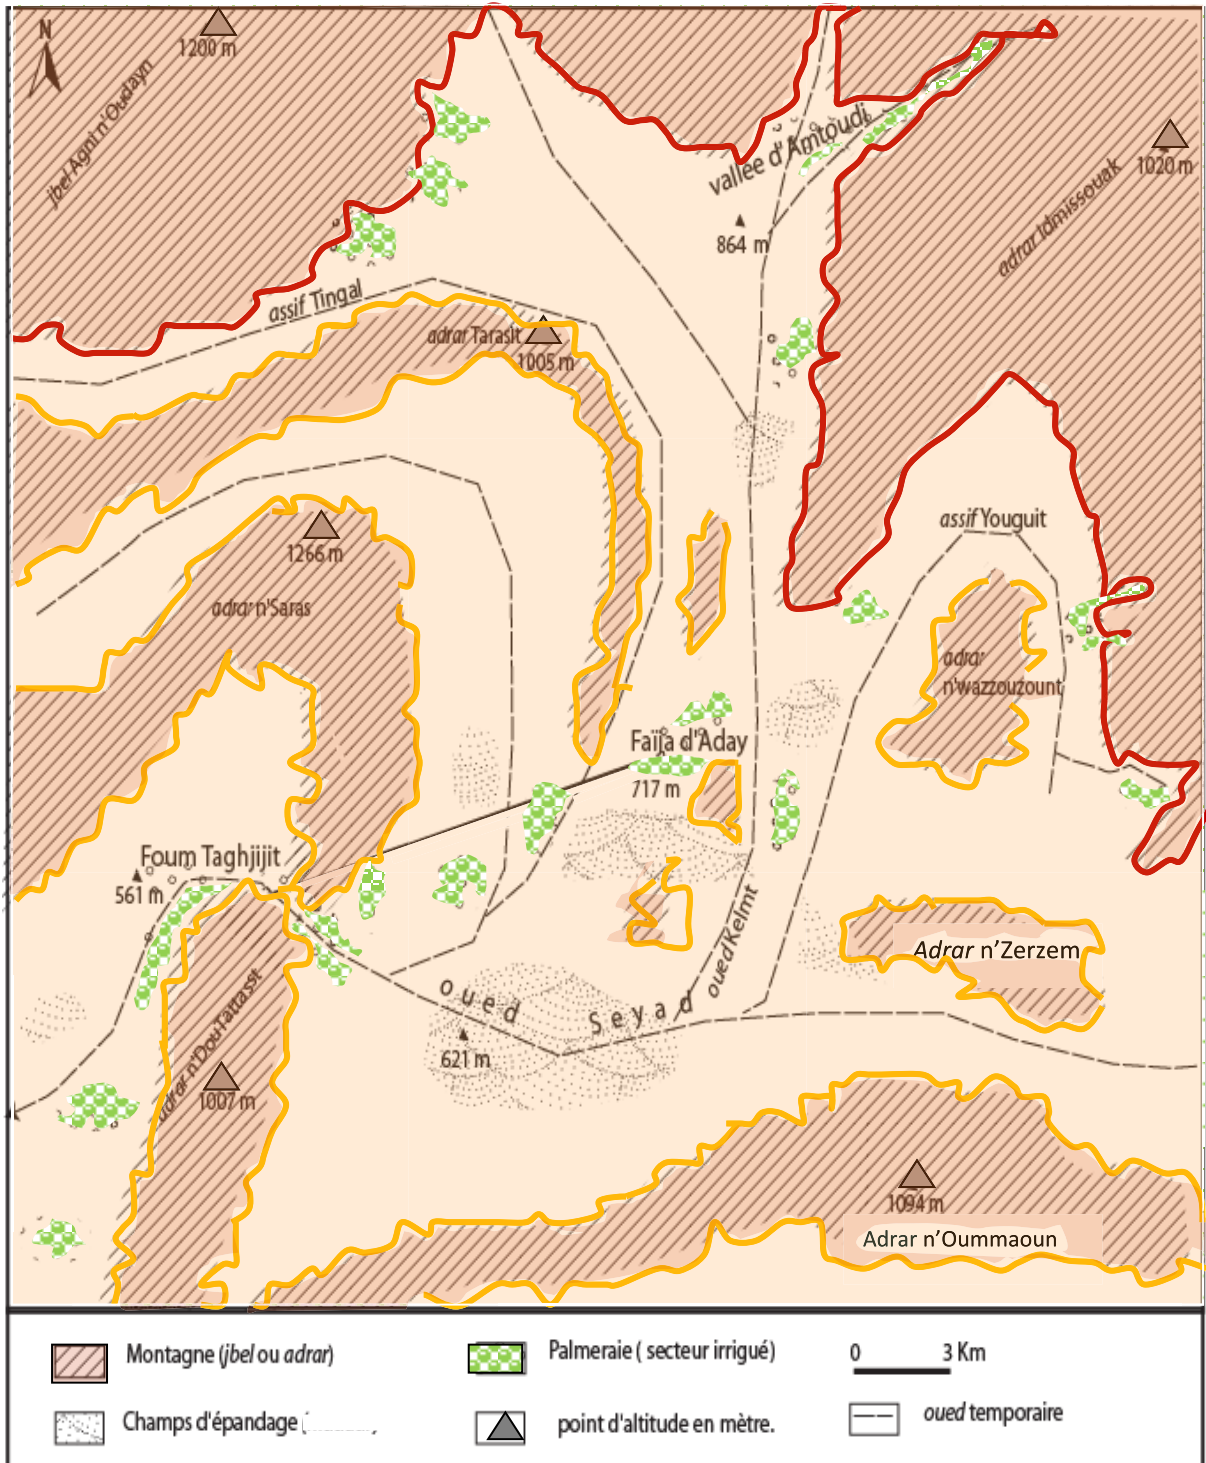 N
1200 m
jbel Agni n'Oudayn
vallée d'Amtoudi
1020 m
adrar Idmissouak
864 m
assif Tingal
adrar Taraslt
1005 m
assif Youguit
1266 m
adrar n'Saras
adrar
n'wazzouzount
Faïja d'Aday
717 m
Foum Taghjijit
561 m
oued Kelmt
Adrar n'Zerzem
oued Seyad
621 m
adrar n'Dou Tattasst
1007 m
1094 m
Adrar n'Oummaoun
Montagne (jbel ou adrar)
Palmeraie ( secteur irrigué)
0 3 Km
Champs d'épandage (
point d'altitude en mètre.
oued temporaire